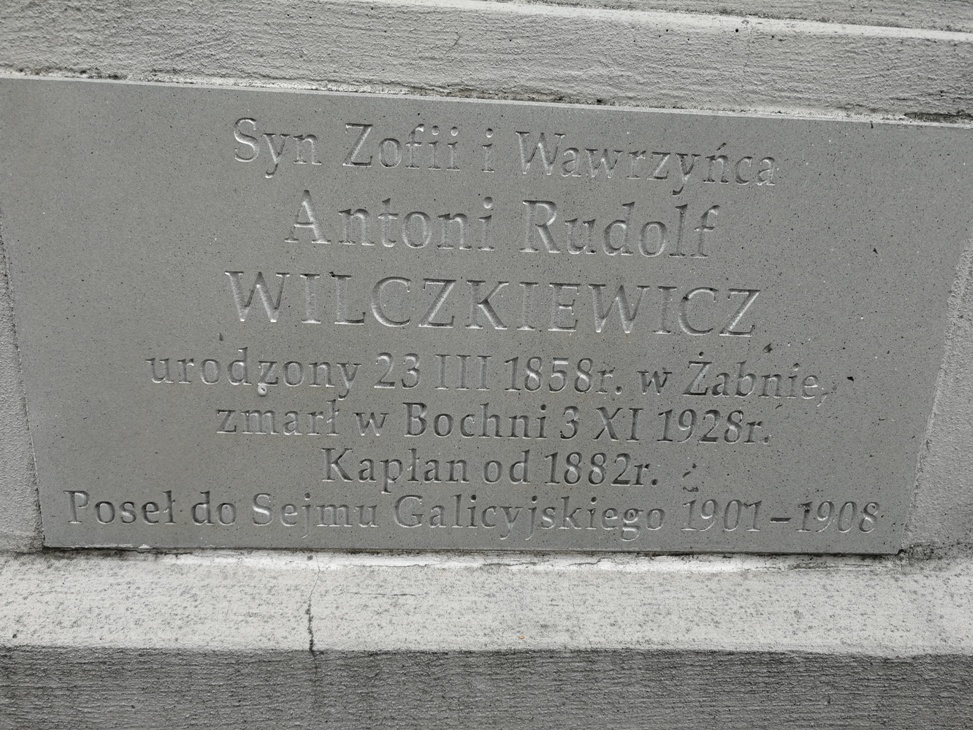 Syn Zofii i Wawrzyńca
Antoni Rudolf
WILCZKIEWICZ
urodzony 23 III 1858r. w Żabnie,
zmarł w Bochni 3 XI 1928r.
Kapłan od 1882r.
Poseł do Sejmu Galicyjskiego 1901–1908